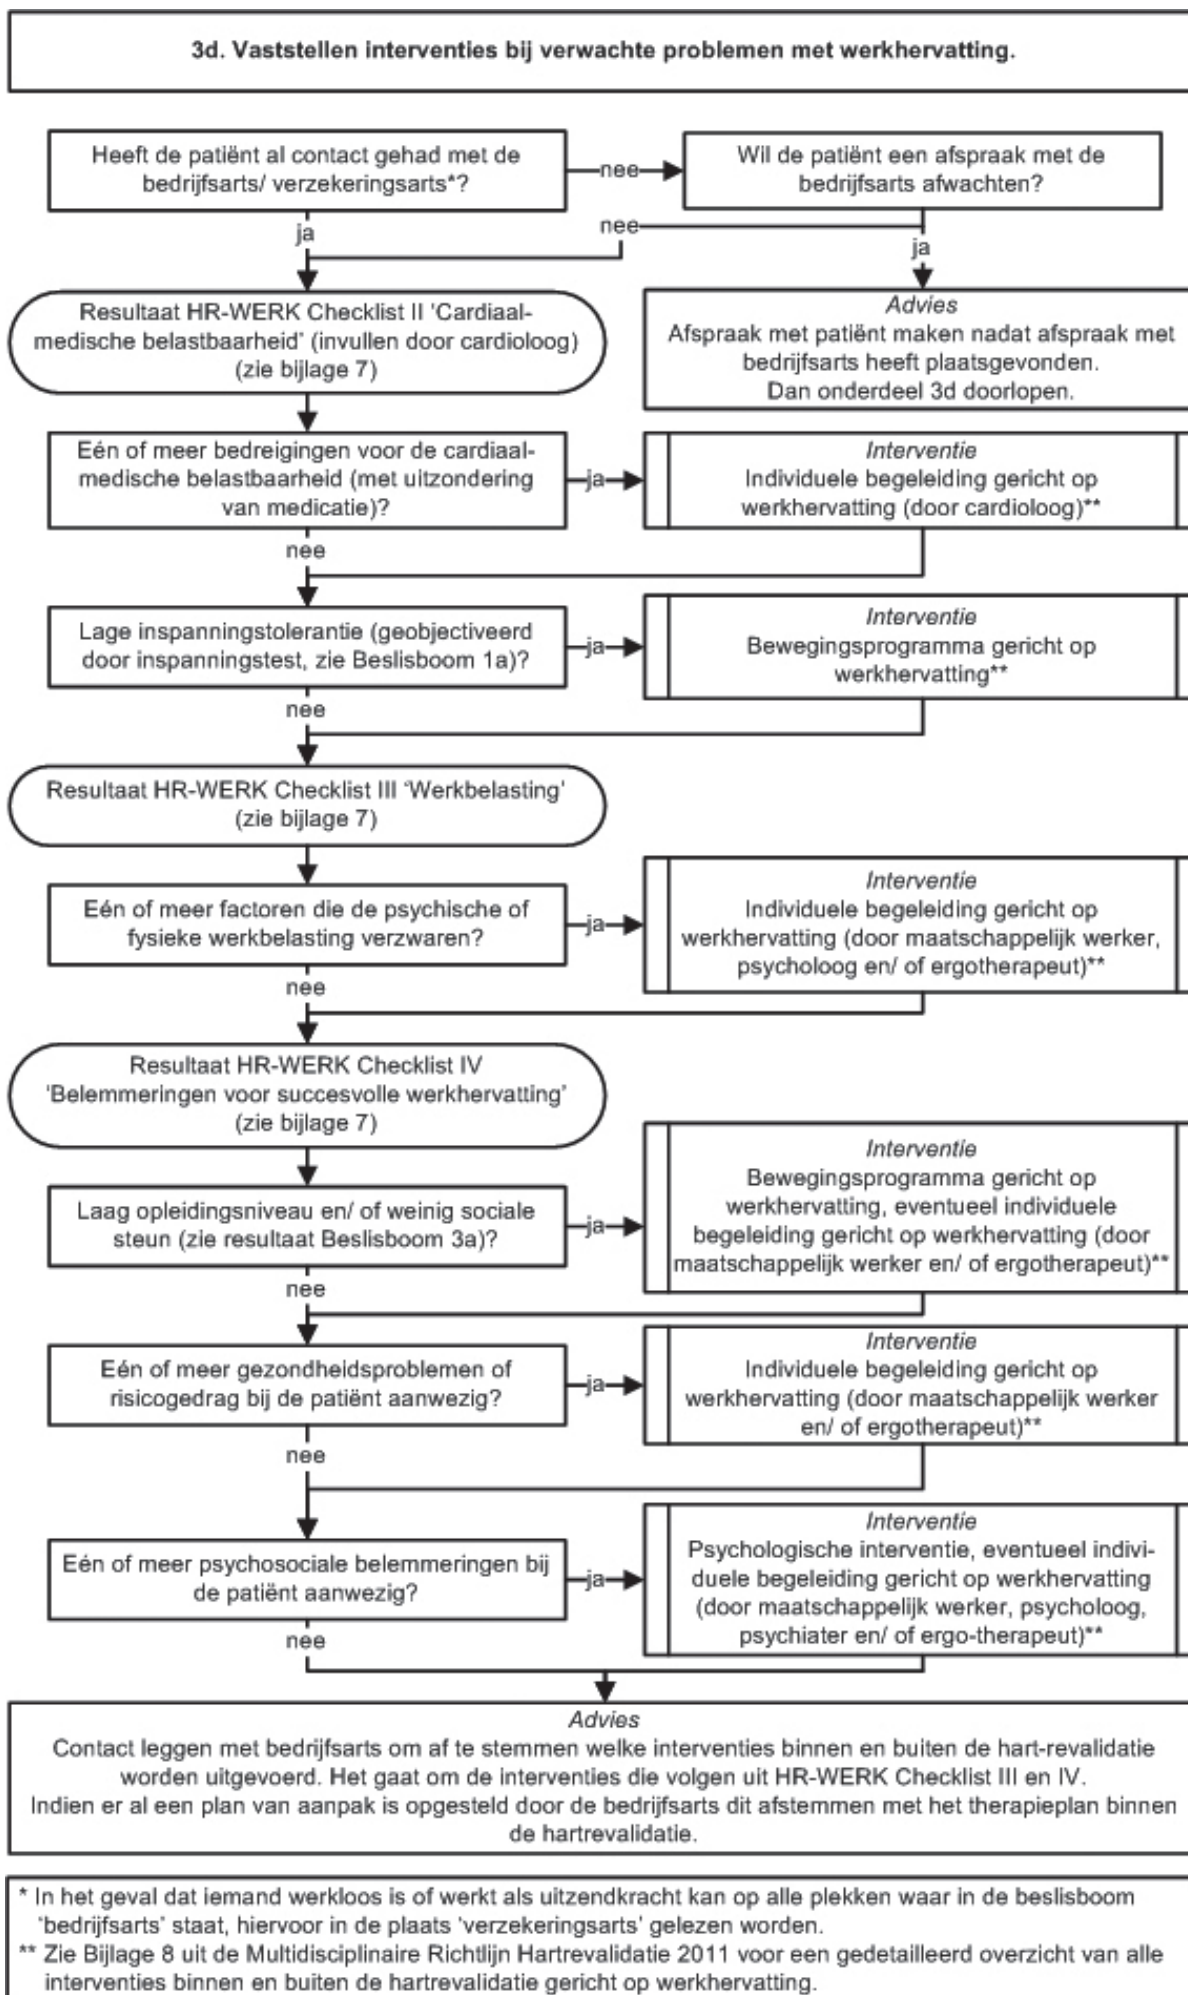 3d. Vaststellen interventies bij verwachte problemen met werkhervatting.
Heeft de patiënt al contact gehad met de
bedrijfsarts/ verzekeringsarts*?
nee
Wil de patiënt een afspraak met de
bedrijfsarts afwachten?
ja
nee
ja
Resultaat HR-WERK Checklist II 'Cardiaal-
medische belastbaarheid' (invullen door cardioloog)
(zie bijlage 7)
Advies
Afspraak met patiënt maken nadat afspraak met
bedrijfsarts heeft plaatsgevonden.
Dan onderdeel 3d doorlopen.
Eén of meer bedreigingen voor de cardiaal-
medische belastbaarheid (met uitzondering
van medicatie)?
ja
Interventie
Individuele begeleiding gericht op
werkhervatting (door cardioloog)**
nee
Lage inspanningstolerantie (geobjectiveerd
door inspanningstest, zie Beslisboom 1a)?
ja
Interventie
Bewegingsprogramma gericht op
werkhervatting**
nee
Resultaat HR-WERK Checklist III 'Werkbelasting'
(zie bijlage 7)
Eén of meer factoren die de psychische of
fysieke werkbelasting verzwaren?
ja
Interventie
Individuele begeleiding gericht op
werkhervatting (door maatschappelijk werker,
psycholoog en/ of ergotherapeut)**
nee
Resultaat HR-WERK Checklist IV
'Belemmeringen voor succesvolle werkhervatting'
(zie bijlage 7)
Laag opleidingsniveau en/ of weinig sociale
steun (zie resultaat Beslisboom 3a)?
ja
Interventie
Bewegingsprogramma gericht op
werkhervatting, eventueel individuele
begeleiding gericht op werkhervatting (door
maatschappelijk werker en/ of ergotherapeut)**
nee
Eén of meer gezondheidsproblemen of
risicogedrag bij de patiënt aanwezig?
ja
Interventie
Individuele begeleiding gericht op
werkhervatting (door maatschappelijk werker
en/ of ergotherapeut)**
nee
Eén of meer psychosociale belemmeringen bij
de patiënt aanwezig?
ja
Interventie
Psychologische interventie, eventueel indivi-
duele begeleiding gericht op werkhervatting
(door maatschappelijk werker, psycholoog,
psychiater en/ of ergo-therapeut)**
nee
Advies
Contact leggen met bedrijfsarts om af te stemmen welke interventies binnen en buiten de hart-revalidatie
worden uitgevoerd. Het gaat om de interventies die volgen uit HR-WERK Checklist III en IV.
Indien er al een plan van aanpak is opgesteld door de bedrijfsarts dit afstemmen met het therapieplan binnen
de hartrevalidatie.
* In het geval dat iemand werkloos is of werkt als uitzendkracht kan op alle plekken waar in de beslisboom
'bedrijfsarts' staat, hiervoor in de plaats 'verzekeringsarts' gelezen worden.
** Zie Bijlage 8 uit de Multidisciplinaire Richtlijn Hartrevalidatie 2011 voor een gedetailleerd overzicht van alle
interventies binnen en buiten de hartrevalidatie gericht op werkhervatting.